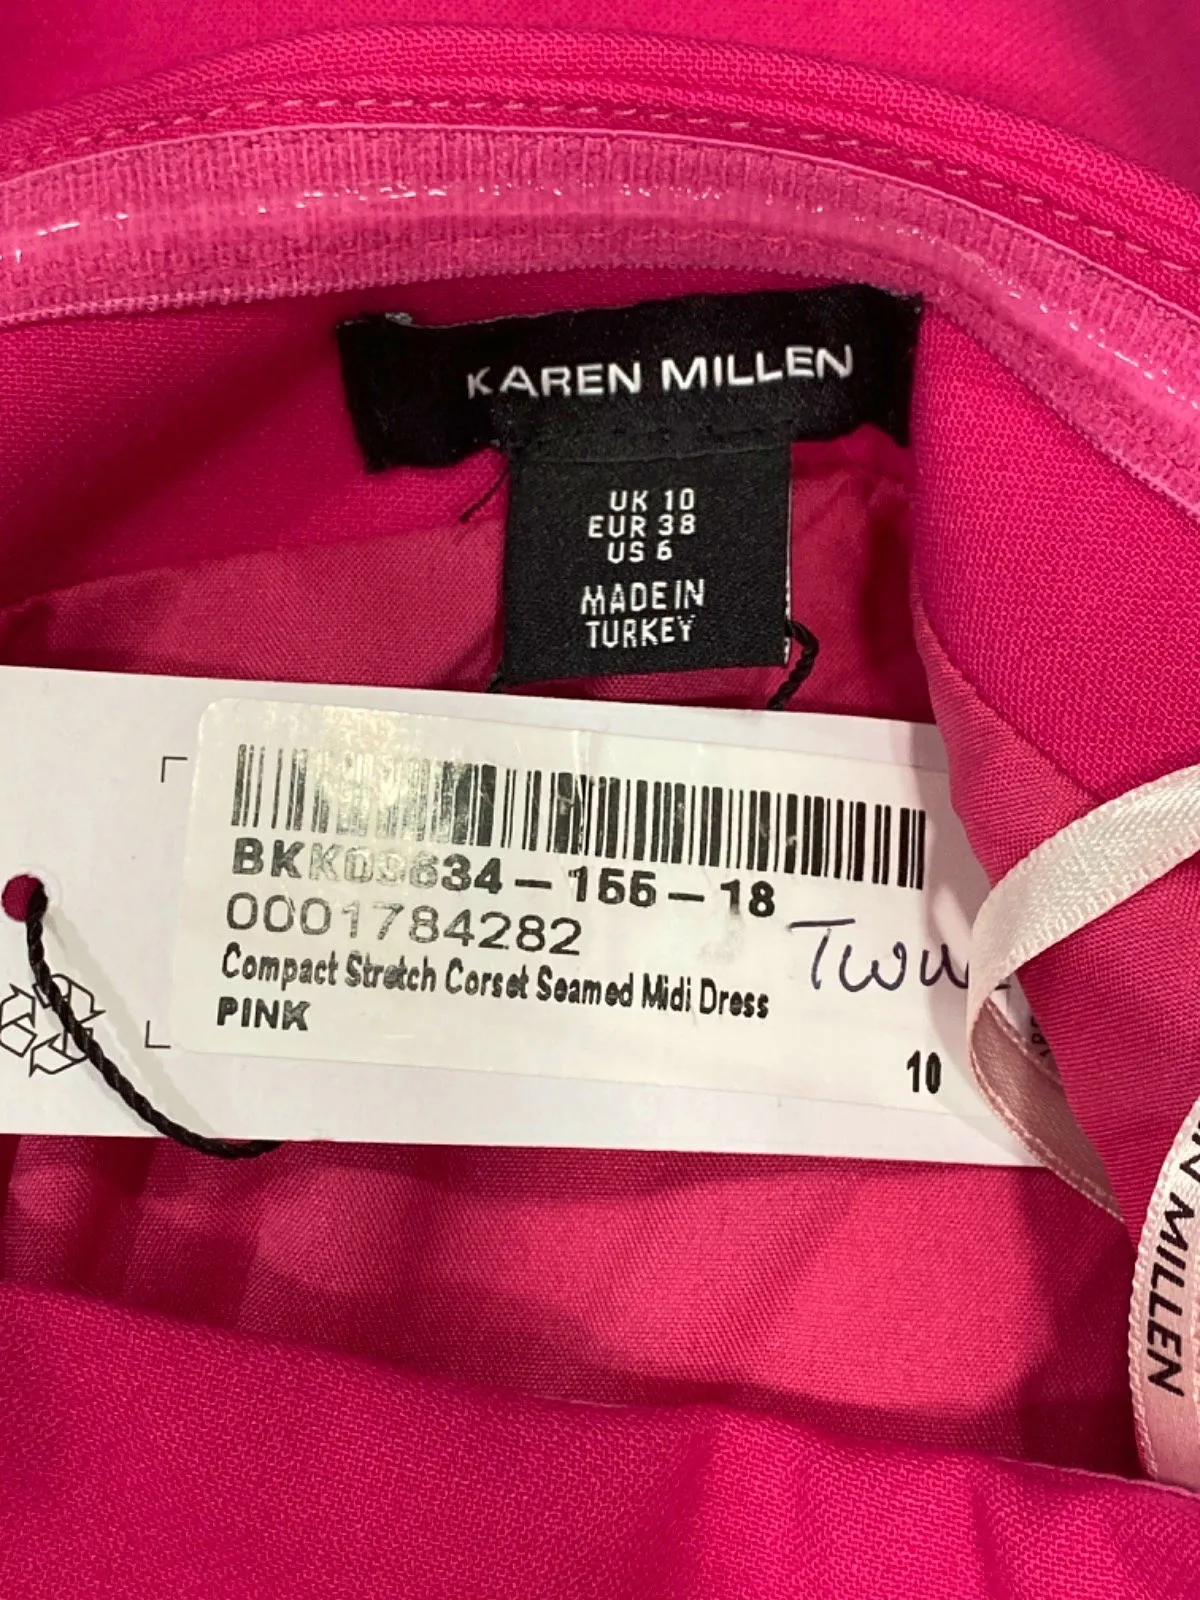 KAREN MILLEN
UK 10
EUR 38
US 6
MADE IN
TURKEY
BKK03634-155-18
0001784282
Compact Stretch Corset Seamed Midi Dress
PINK
10
MILLEN